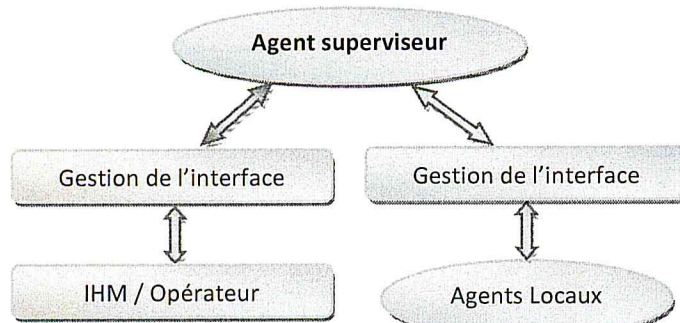 Agent superviseur
Gestion de l'interface
Gestion de l'interface
IHM / Opérateur
Agents Locaux